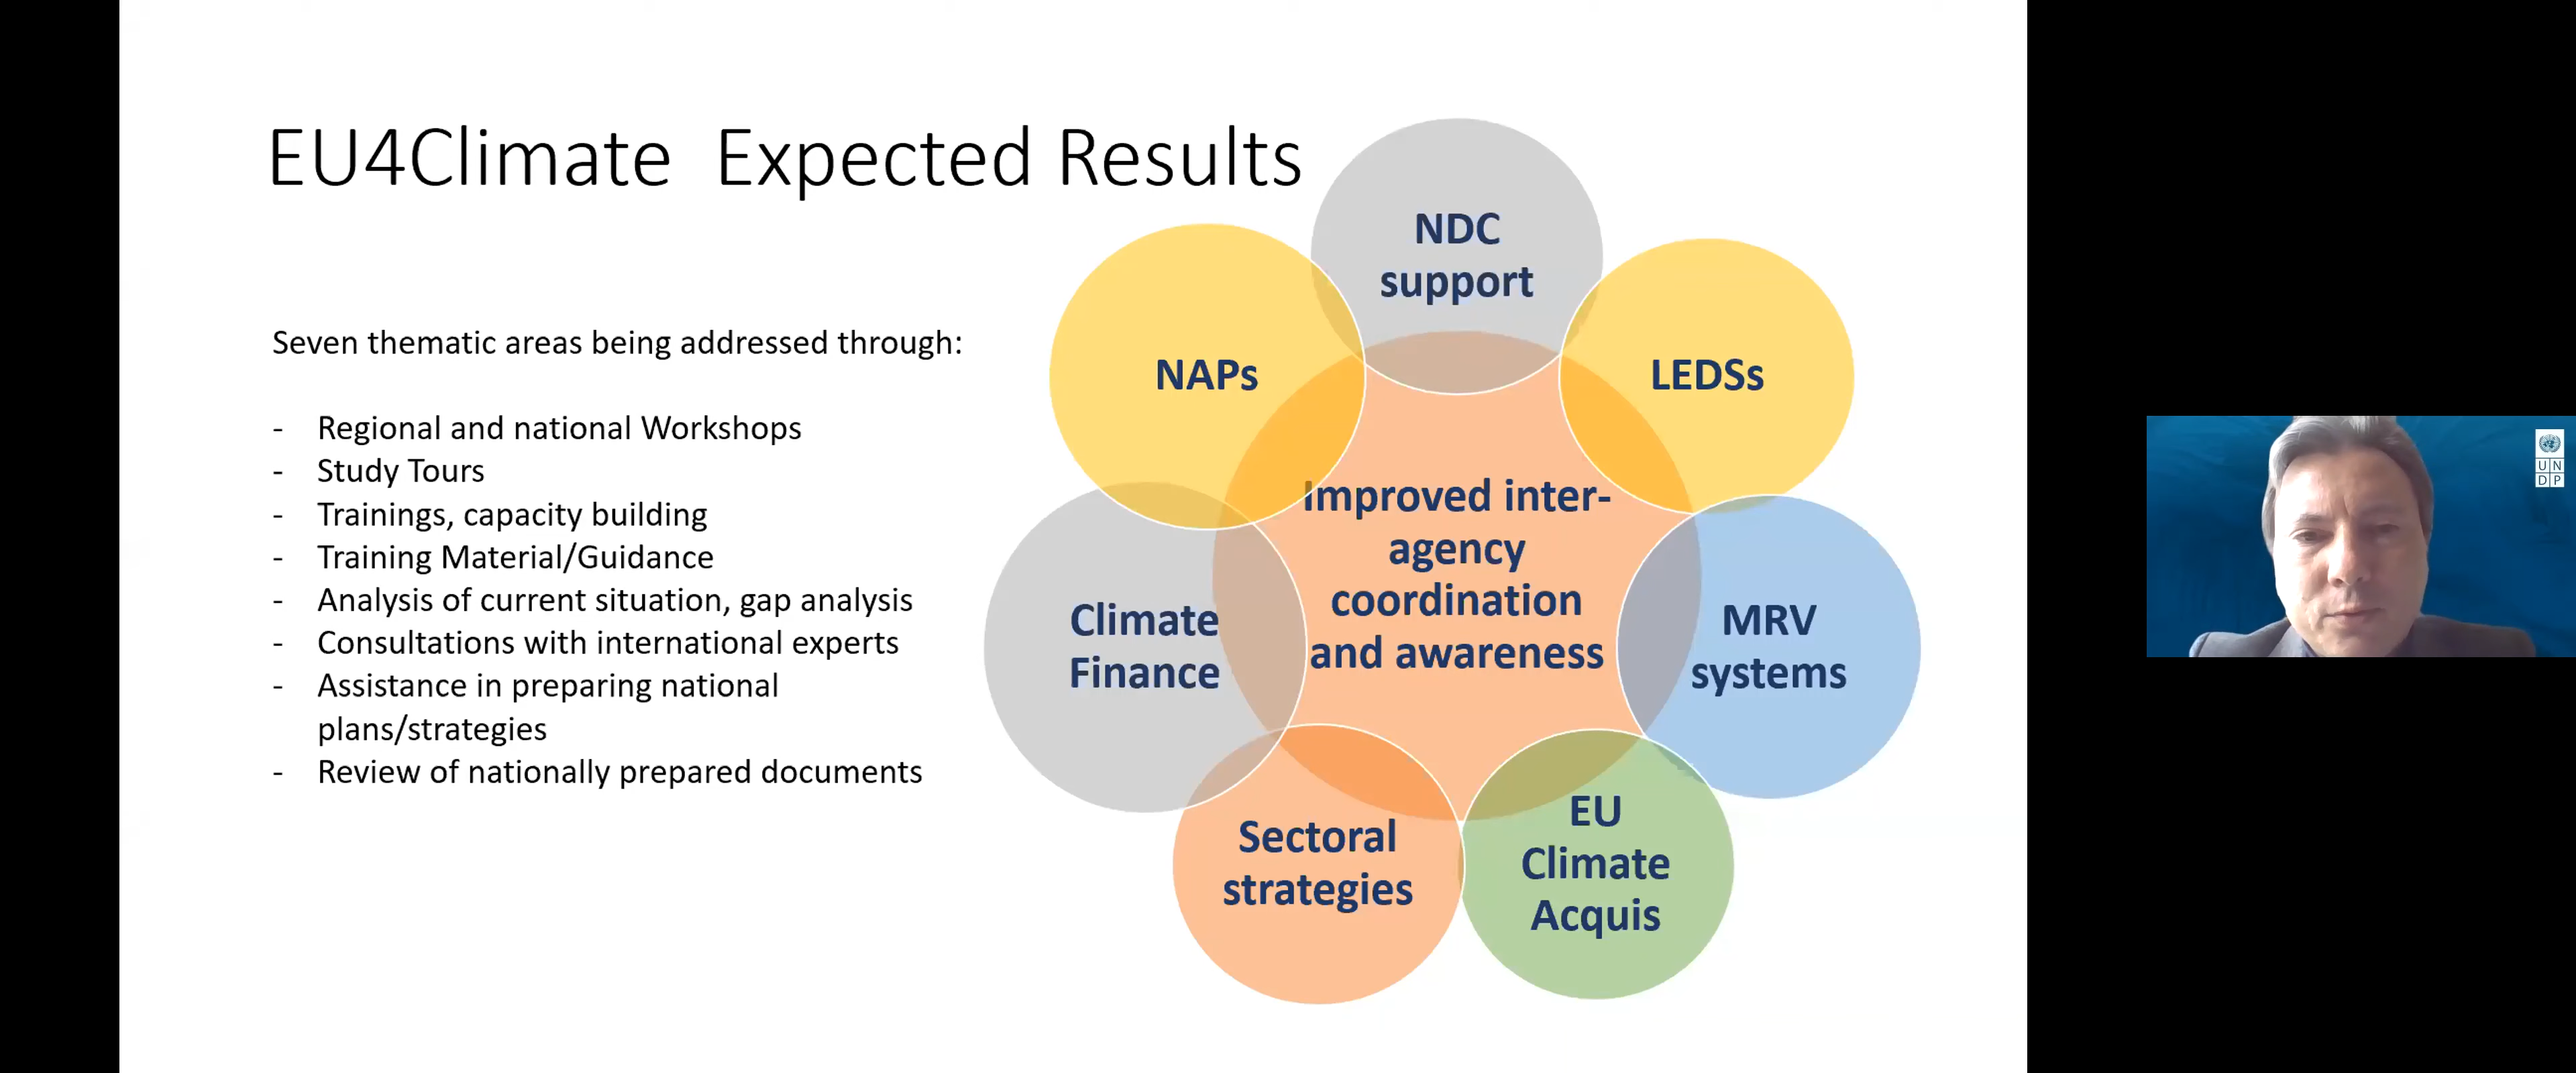 EU4Climate  Expected Results
Seven thematic areas being addressed through:
- Regional and national Workshops
- Study Tours
- Trainings, capacity building
- Training Material/Guidance
- Analysis of current situation, gap analysis
- Consultations with international experts
- Assistance in preparing national
plans/strategies
- Review of nationally prepared documents
NDC
support
NAPs
LEDSs
Improved inter-
agency
coordination
and awareness
Climate
Finance
MRV
systems
Sectoral
strategies
EU
Climate
Acquis
U N
D P